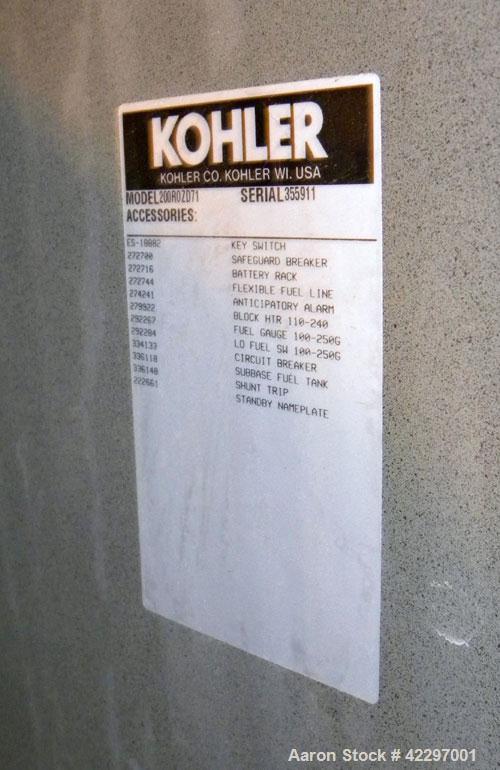 KOHLER
KOHLER CO. KOHLER WI. USA
MODEL 200ROZD71 SERIAL 355911
ACCESSORIES:
ES-18882 KEY SWITCH
272700 SAFEGUARD BREAKER
272716 BATTERY RACK
272744 FLEXIBLE FUEL LINE
274241 ANTICIPATORY ALARM
279922 BLOCK HTR 110-240
292267 FUEL GAUGE 100-250G
292284 LO FUEL SW 100-250G
334133 CIRCUIT BREAKER
336118 SUBBASE FUEL TANK
336148 SHUNT TRIP
222661 STANDBY NAMEPLATE
Aaron Stock # 42297001